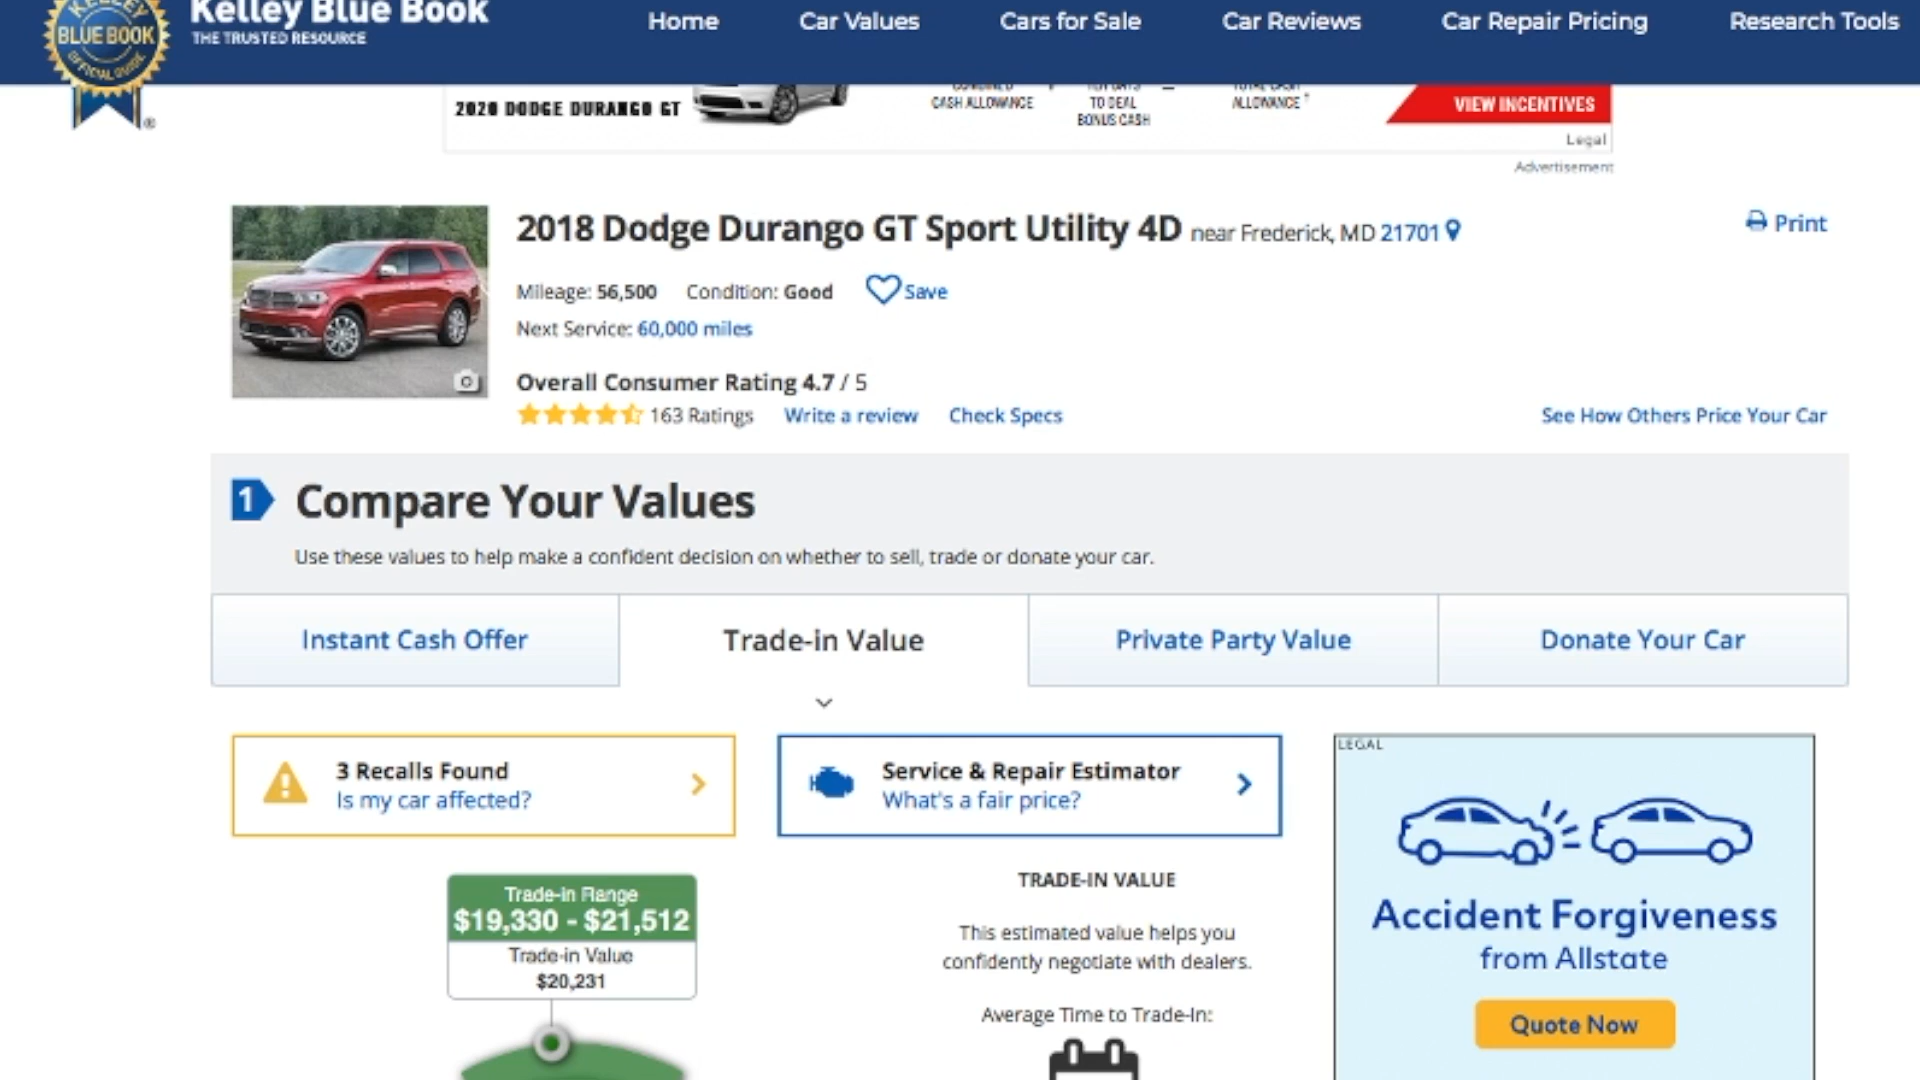 Kelley Blue Book
THE TRUSTED RESOURCE
KELLEY
BLUE BOOK
OFFICIAL GUIDE
®
Home
Car Values
Cars for Sale
Car Reviews
Car Repair Pricing
Research Tools
2020 DODGE DURANGO GT
CASH ALLOWANCE
TO DEAL
BONUS CASH
ALLOWANCE †
VIEW INCENTIVES
Legal
Advertisement
2018 Dodge Durango GT Sport Utility 4D near Frederick, MD 21701
Print
Mileage: 56,500 Condition: Good Save
Next Service: 60,000 miles
Overall Consumer Rating 4.7 / 5
163 Ratings Write a review Check Specs
See How Others Price Your Car
1 Compare Your Values
Use these values to help make a confident decision on whether to sell, trade or donate your car.
Instant Cash Offer
Trade-in Value
Private Party Value
Donate Your Car
3 Recalls Found
Is my car affected?
Service & Repair Estimator
What's a fair price?
Trade-in Range
$19,330 - $21,512
Trade-in Value
$20,231
TRADE-IN VALUE
This estimated value helps you
confidently negotiate with dealers.
Average Time to Trade-In:
LEGAL
Accident Forgiveness
from Allstate
Quote Now